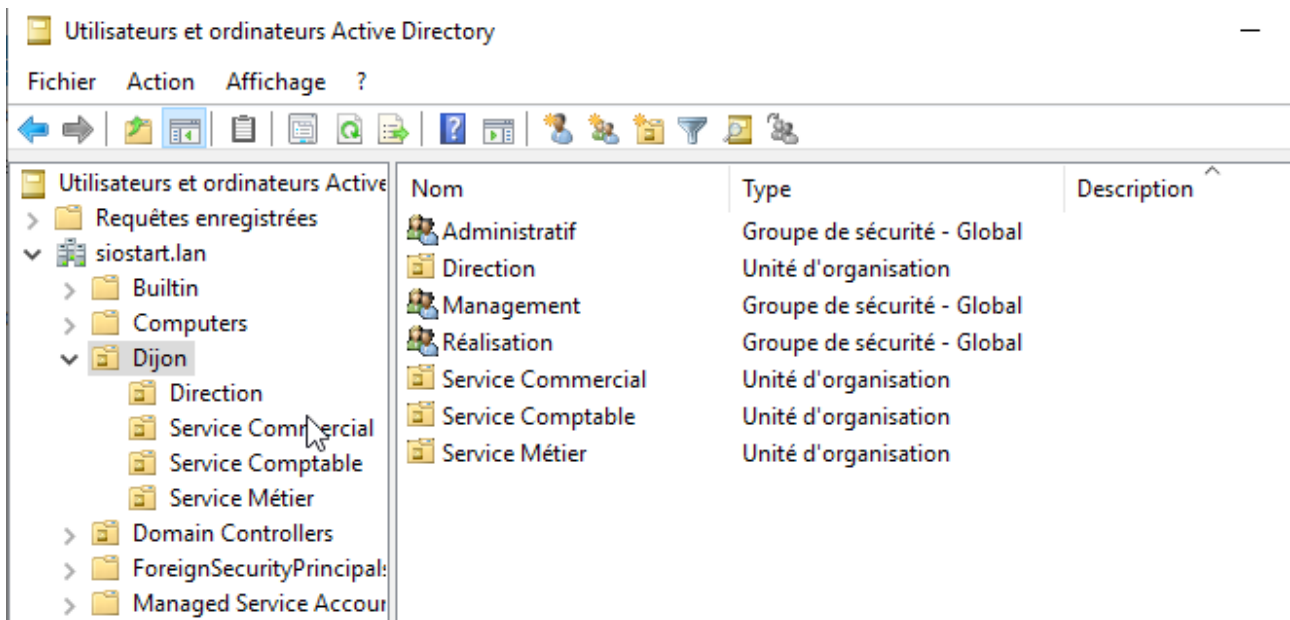 Utilisateurs et ordinateurs Active Directory
Fichier Action Affichage ?
Utilisateurs et ordinateurs Active
Requêtes enregistrées
siostart.lan
Builtin
Computers
Dijon
Direction
Service Commercial
Service Comptable
Service Métier
Domain Controllers
ForeignSecurityPrincipals
Managed Service Accour
Nom Type Description
Administratif Groupe de sécurité - Global
Direction Unité d'organisation
Management Groupe de sécurité - Global
Réalisation Groupe de sécurité - Global
Service Commercial Unité d'organisation
Service Comptable Unité d'organisation
Service Métier Unité d'organisation